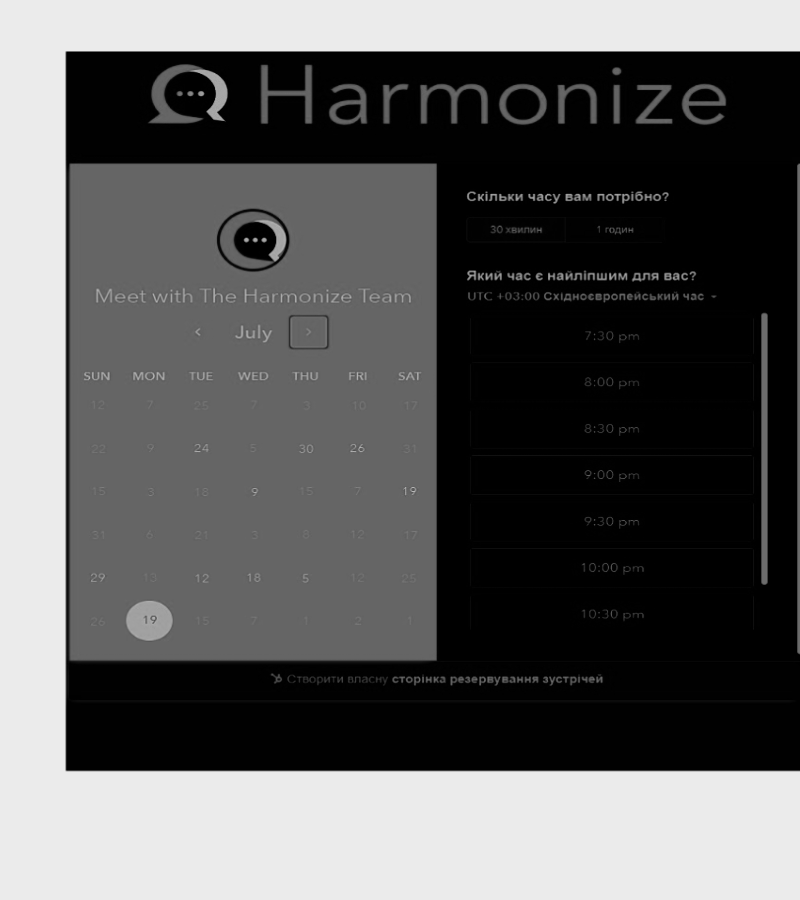 Harmonize
Meet with The Harmonize Team
‹ July ›
SUN MON TUE WED THU FRI SAT
12 7 25 7 3 10 17
22 9 24 5 30 26 31
15 3 18 9 15 7 19
31 6 21 3 8 12 17
29 13 12 18 5 12 25
26 19 15 7 1 2 1
Скільки часу вам потрібно?
30 хвилин 1 годин
Який час є найліпшим для вас?
UTC +03:00 Східноєвропейський час
7:30 pm
8:00 pm
8:30 pm
9:00 pm
9:30 pm
10:00 pm
10:30 pm
Створити власну сторінка резервування зустрічей